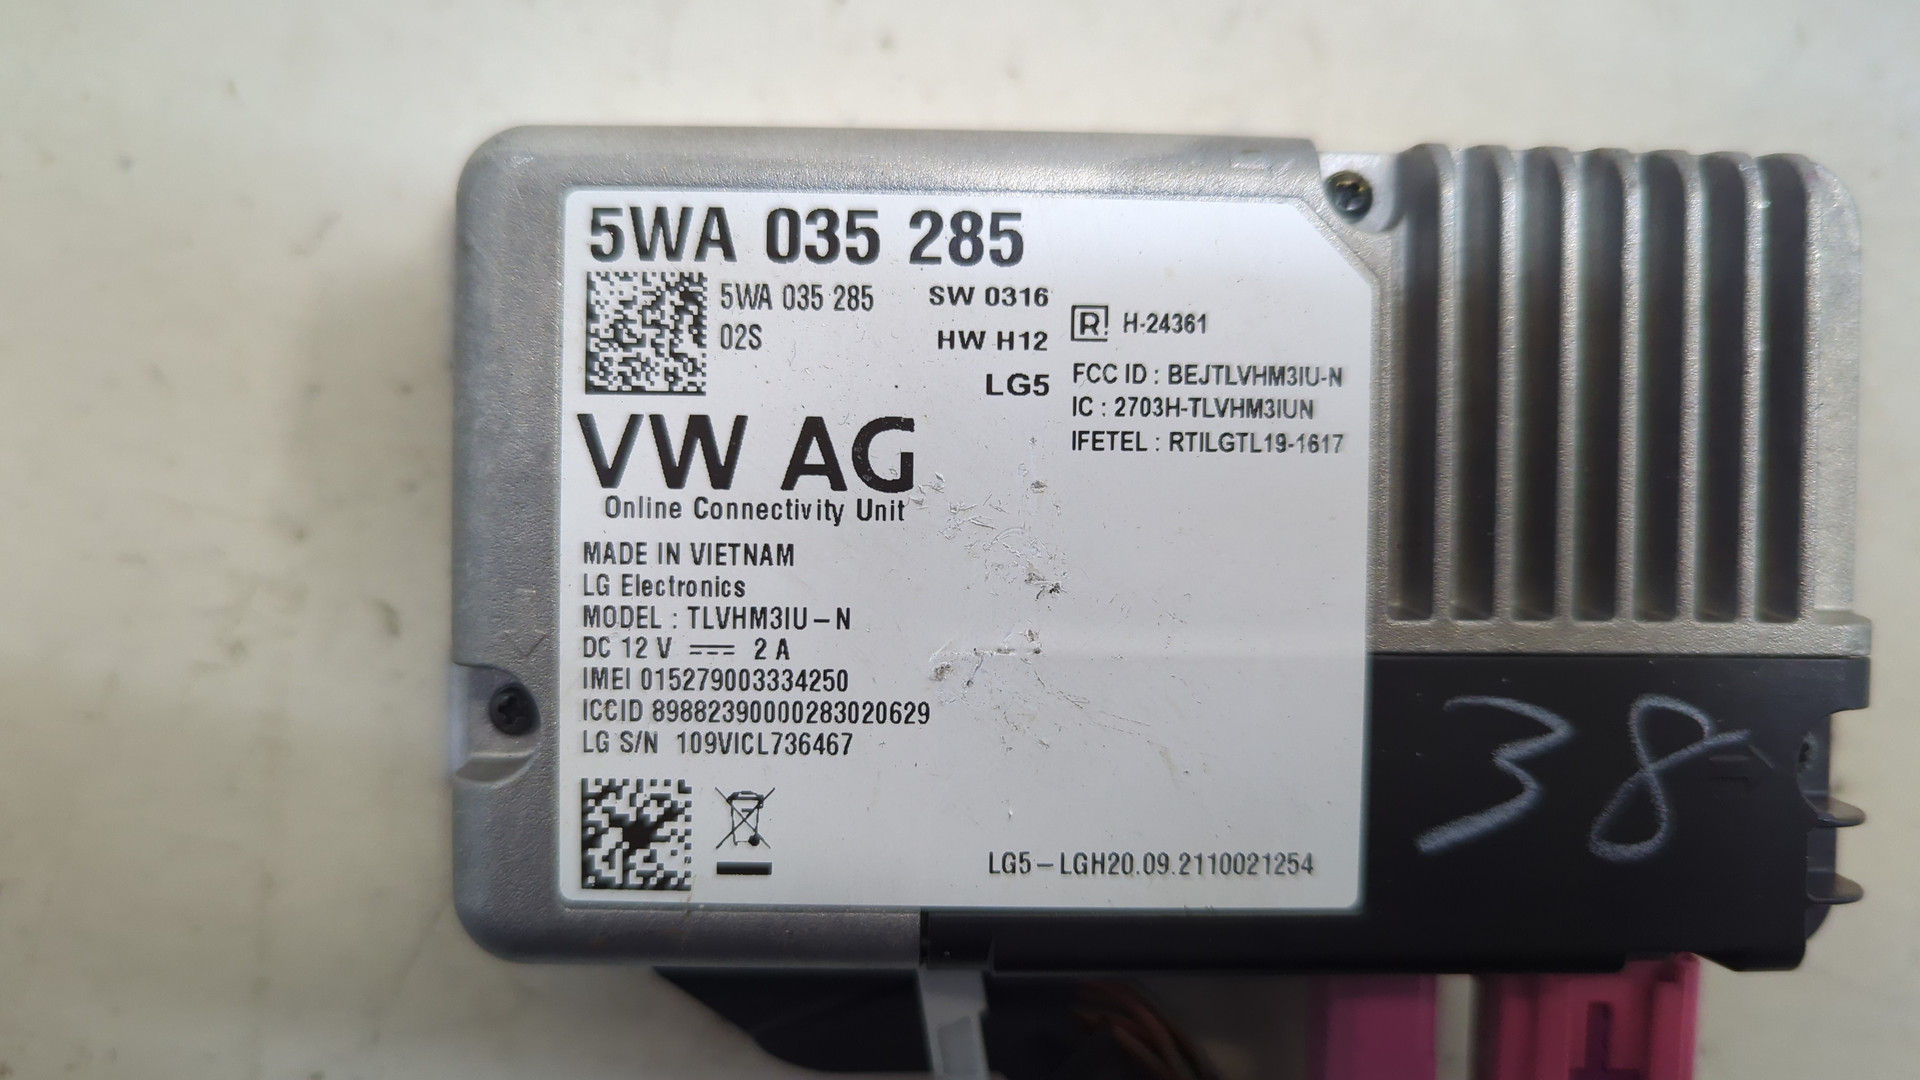 5WA 035 285
5WA 035 285
02S
SW 0316
HW H12
LG5
R H-24361
FCC ID : BEJTLVHM3IU-N
IC : 2703H-TLVHM3IUN
IFETEL : RTILGTL19-1617
VW AG
Online Connectivity Unit
MADE IN VIETNAM
LG Electronics
MODEL : TLVHM3IU-N
DC 12 V ⎓ 2 A
IMEI 015279003334250
ICCID 89882390000283020629
LG S/N 109VICL736467
LG5-LGH20.09.2110021254
38